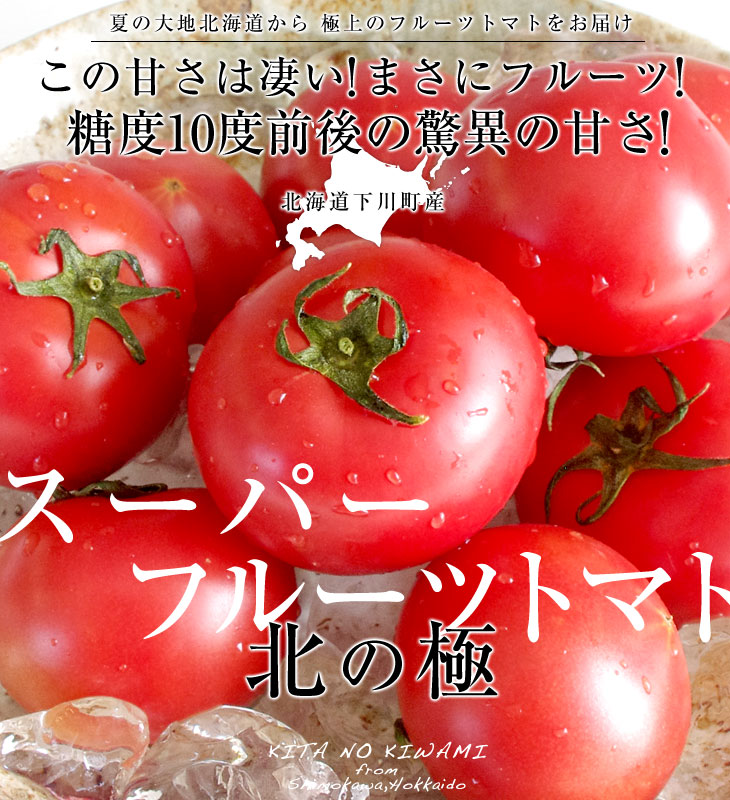 夏の大地北海道から 極上のフルーツトマトをお届け
この甘さは凄い!まさにフルーツ!
糖度10度前後の驚異の甘さ!
北海道下川町産
スーパー
フルーツトマト
北の極
KITA NO KIWAMI
from
Shimokawa,Hokkaido